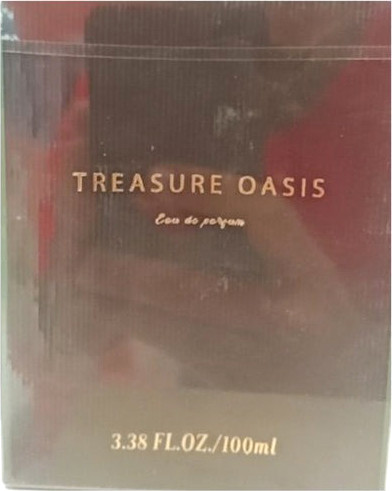 TREASURE OASIS
Eau de parfum
3.38 FL.OZ./100ml